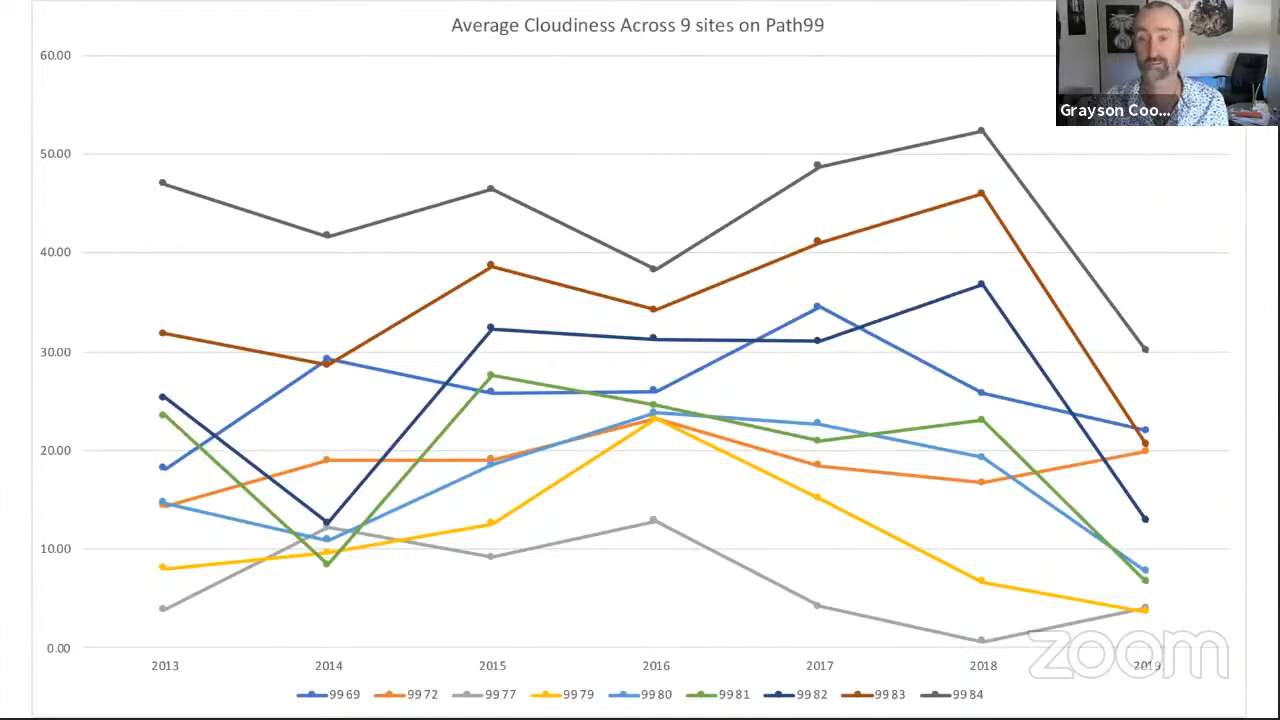 Average Cloudiness Across 9 sites on Path99
60.00
50.00
40.00
30.00
20.00
10.00
0.00
2013 2014 2015 2016 2017 2018 2019
9969 9972 9977 9979 9980 9981 9982 9983 9984
Grayson Coo...
zoom